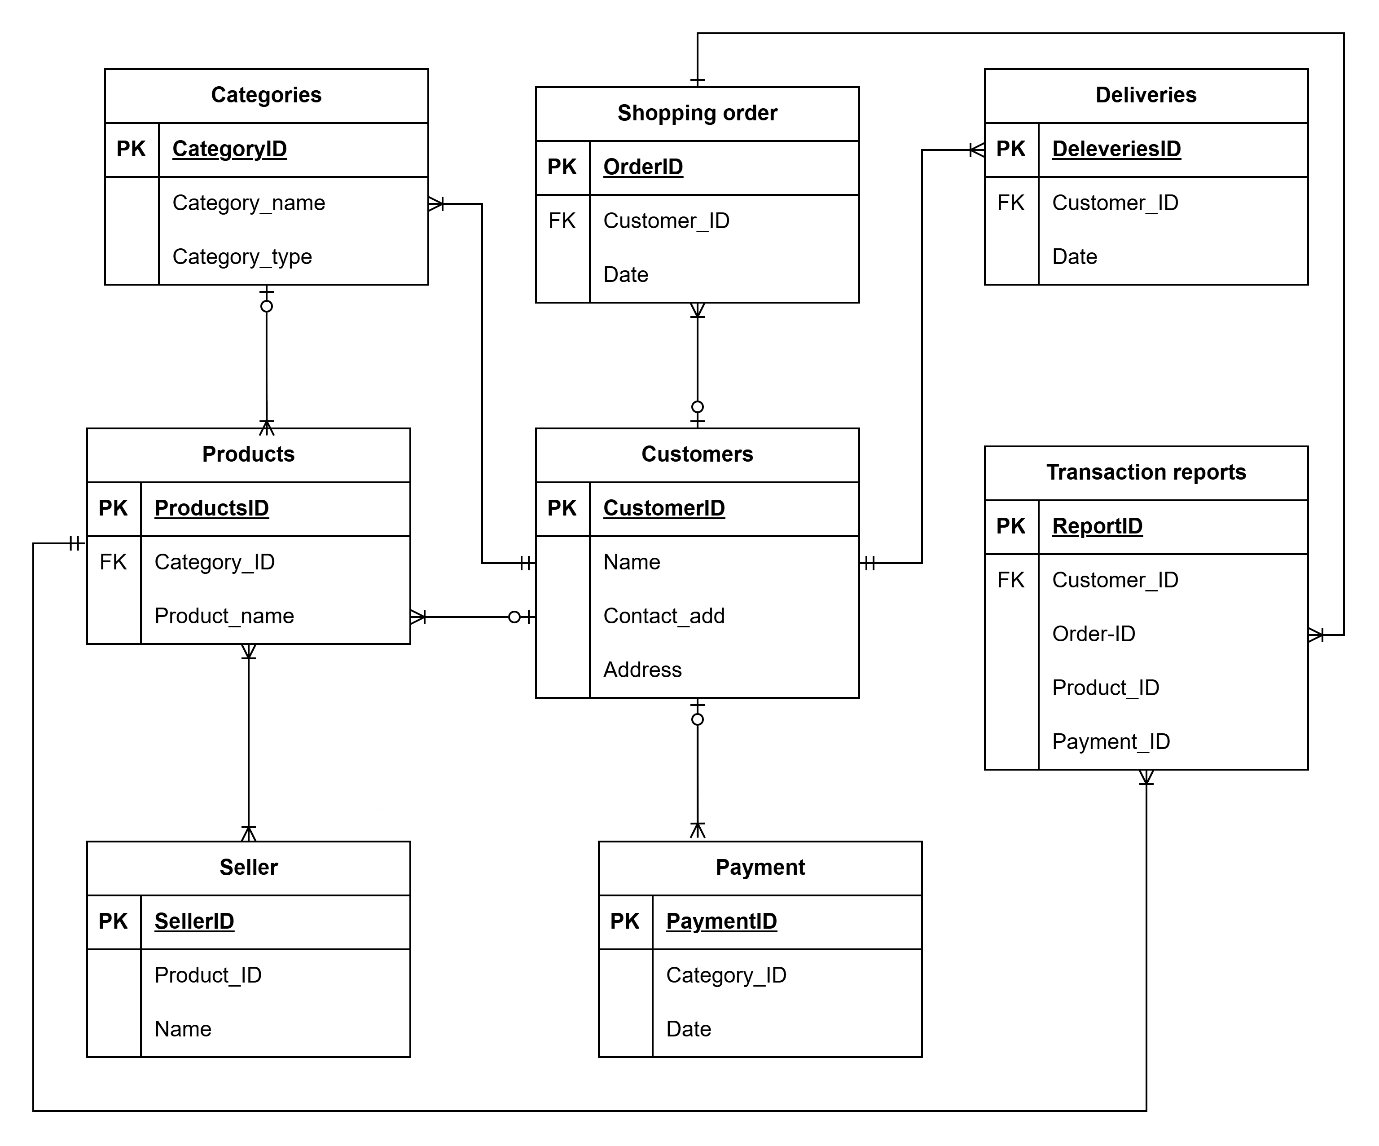 Categories
PK CategoryID
Category_name
Category_type
Shopping order
PK OrderID
FK Customer_ID
Date
Deliveries
PK DeleveriesID
FK Customer_ID
Date
Products
PK ProductsID
FK Category_ID
Product_name
Customers
PK CustomerID
Name
Contact_add
Address
Transaction reports
PK ReportID
FK Customer_ID
Order-ID
Product_ID
Payment_ID
Seller
PK SellerID
Product_ID
Name
Payment
PK PaymentID
Category_ID
Date